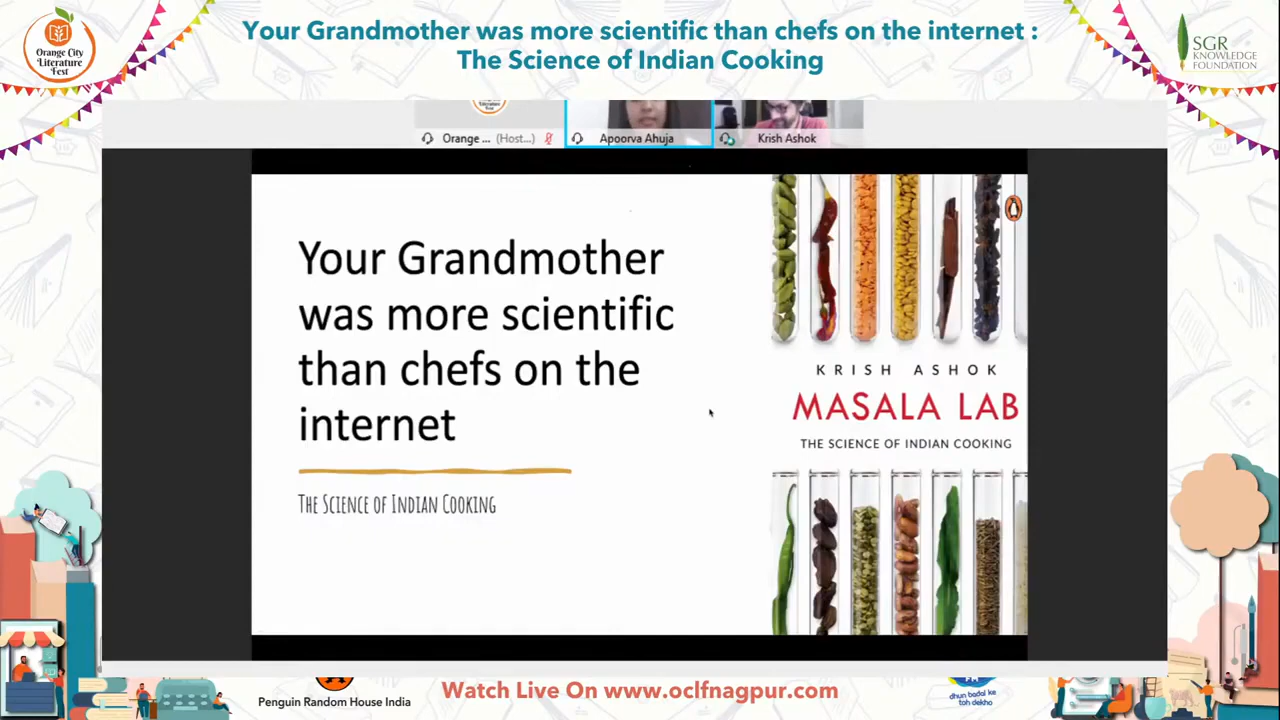 Your Grandmother was more scientific than chefs on the internet :
The Science of Indian Cooking
Orange City
Literature
Fest
SGR
KNOWLEDGE
FOUNDATION
Orange ... (Host...)
Apoorva Ahuja
Krish Ashok
Your Grandmother
was more scientific
than chefs on the
internet
The Science of Indian Cooking
KRISH ASHOK
MASALA LAB
THE SCIENCE OF INDIAN COOKING
Penguin Random House India
Watch Live On www.oclfnagpur.com
dhun badal ke
toh dekho